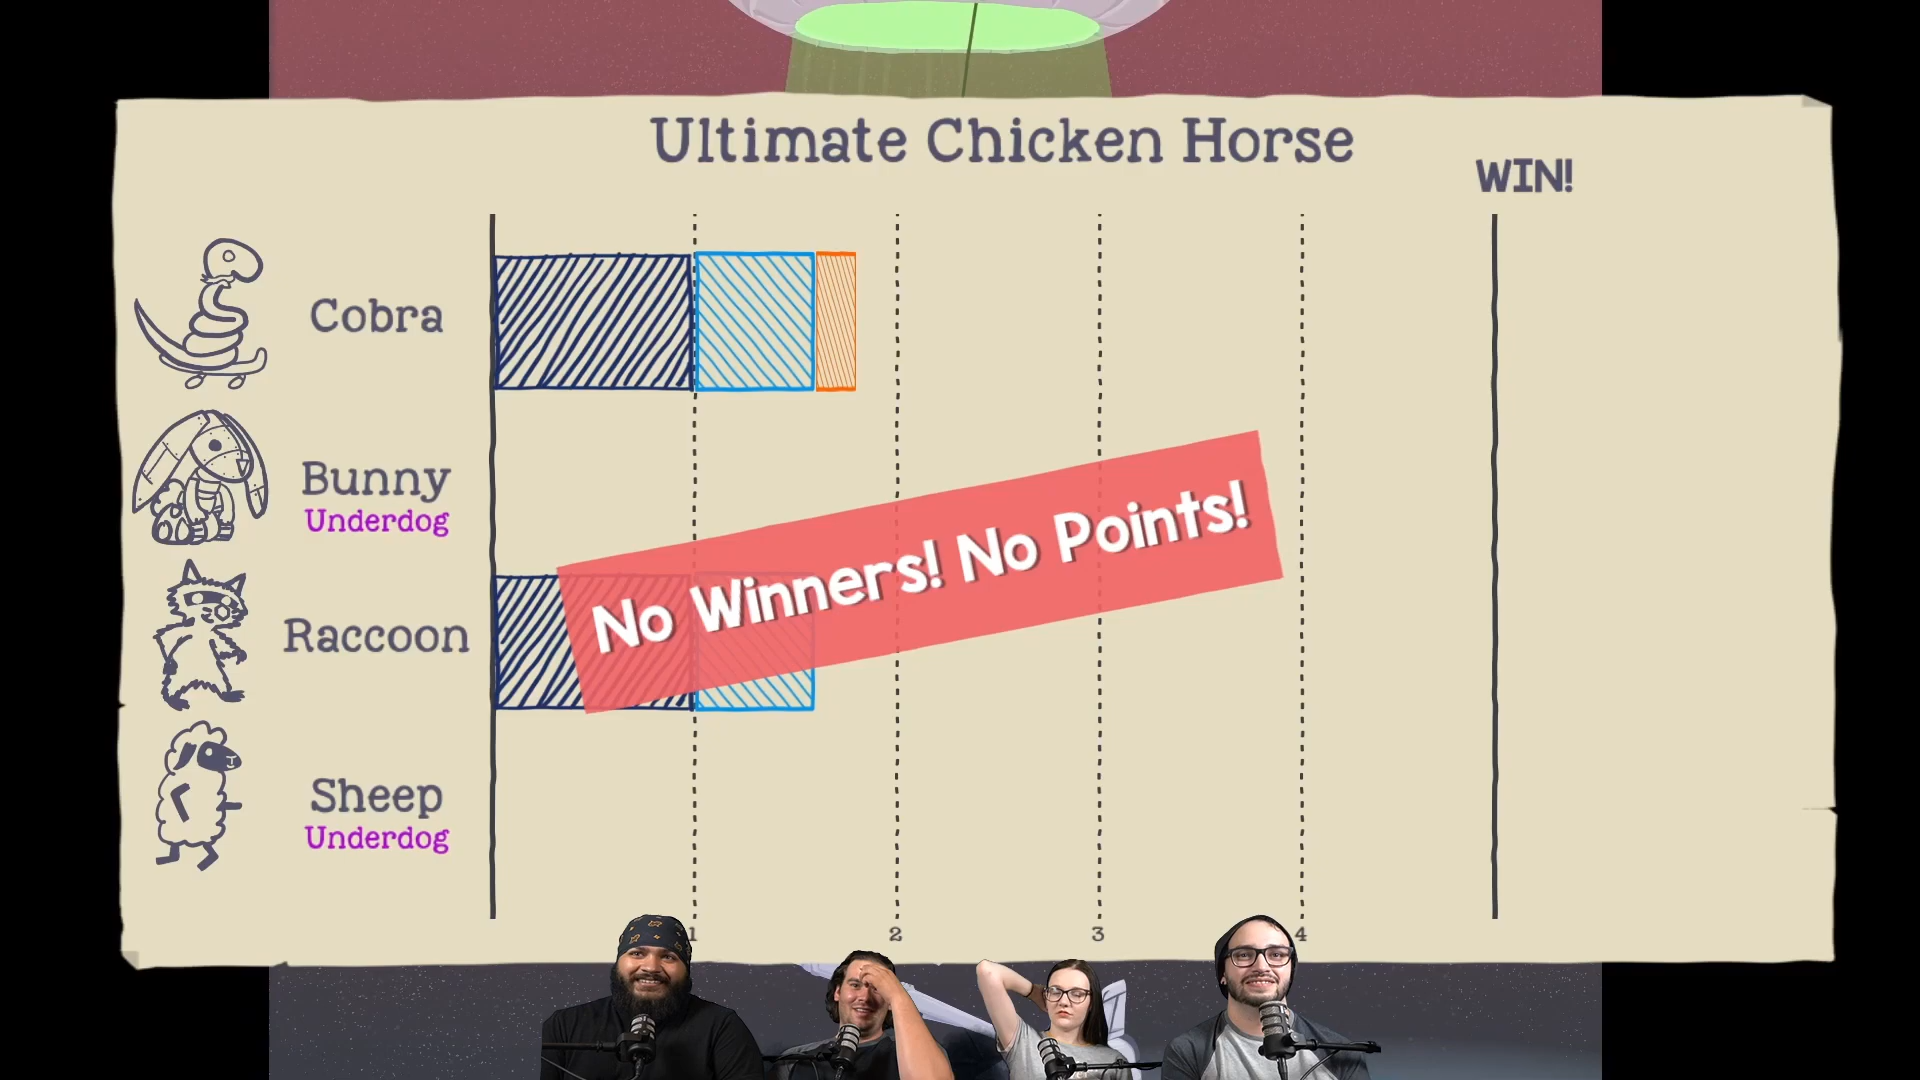 Ultimate Chicken Horse
WIN!
Cobra
Bunny
Underdog
No Winners! No Points!
Raccoon
Sheep
Underdog
1
2
3
4